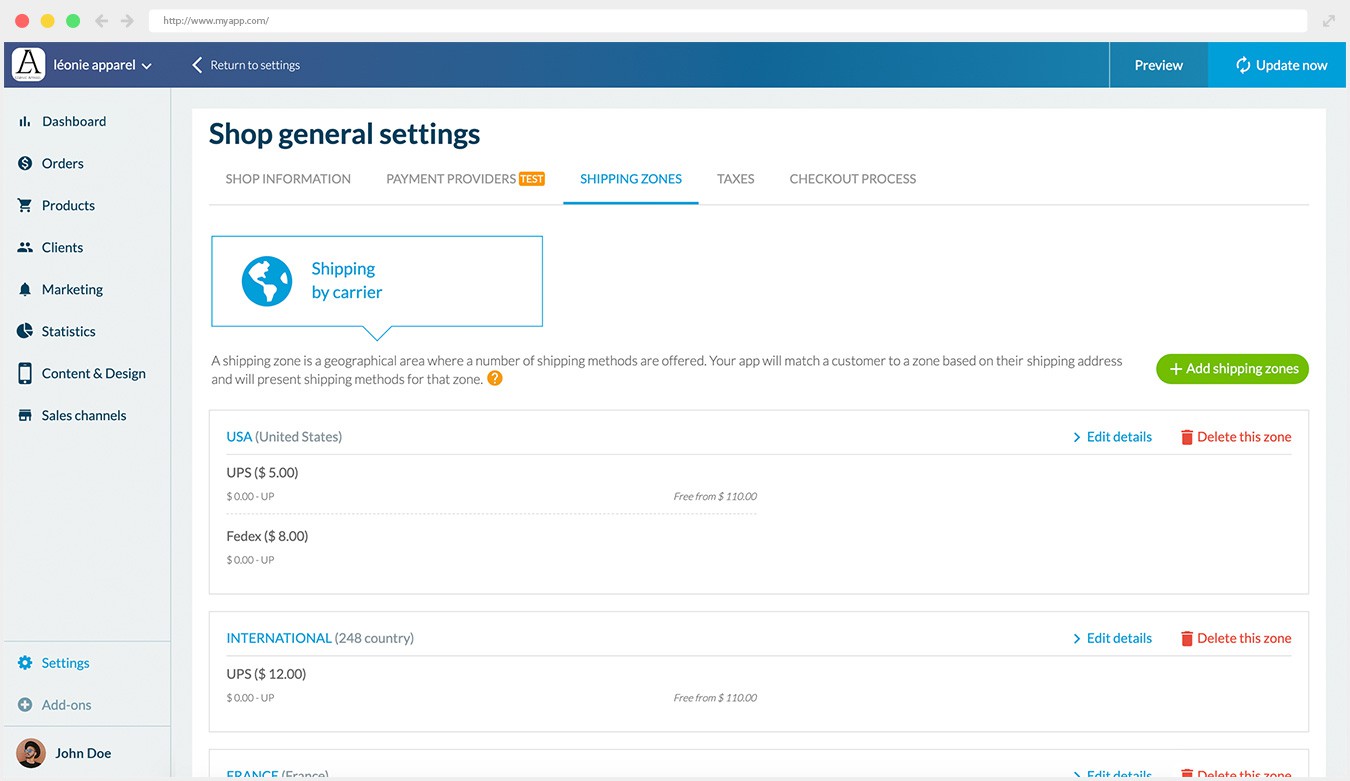 http://www.myapp.com/
A
léonie apparel
Return to settings
Preview
Update now
Dashboard
Orders
Products
Clients
Marketing
Statistics
Content & Design
Sales channels
Settings
Add-ons
John Doe
Shop general settings
SHOP INFORMATION
PAYMENT PROVIDERS TEST
SHIPPING ZONES
TAXES
CHECKOUT PROCESS
Shipping
by carrier
A shipping zone is a geographical area where a number of shipping methods are offered. Your app will match a customer to a zone based on their shipping address
and will present shipping methods for that zone. ?
+ Add shipping zones
USA (United States)
Edit details
Delete this zone
UPS ($ 5.00)
$ 0.00 - UP
Free from $ 110.00
Fedex ($ 8.00)
$ 0.00 - UP
INTERNATIONAL (248 country)
Edit details
Delete this zone
UPS ($ 12.00)
$ 0.00 - UP
Free from $ 110.00
FRANCE (France)
Edit details
Delete this zone